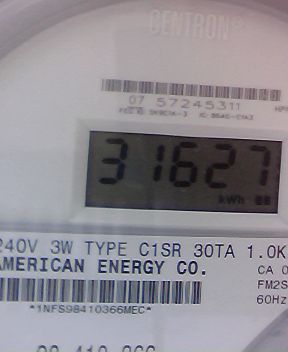 CENTRON®
07 57245311
31627
kWh
240V 3W TYPE C1SR 30TA 1.0K
AMERICAN ENERGY CO.
CA 0
FM2S
60Hz
*1NFS98410366MEC*